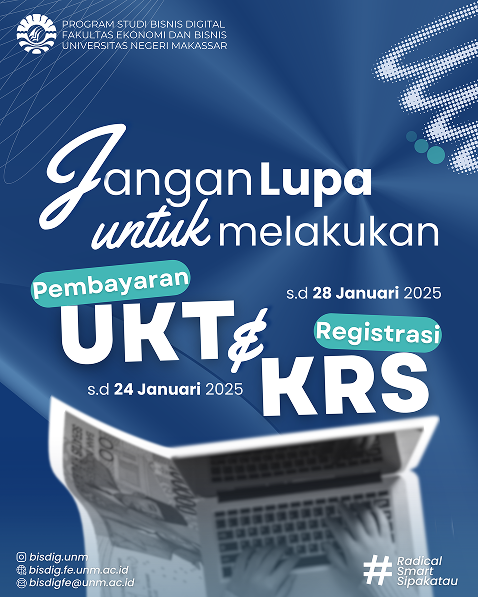 PROGRAM STUDI BISNIS DIGITAL
FAKULTAS EKONOMI DAN BISNIS
UNIVERSITAS NEGERI MAKASSAR
Jangan Lupa
untuk melakukan
Pembayaran
UKT &
s.d 24 Januari 2025
s.d 28 Januari 2025
Registrasi
KRS
bisdig.unm
bisdig.fe.unm.ac.id
bisdigfe@unm.ac.id
# Radical
Smart
Sipakatau